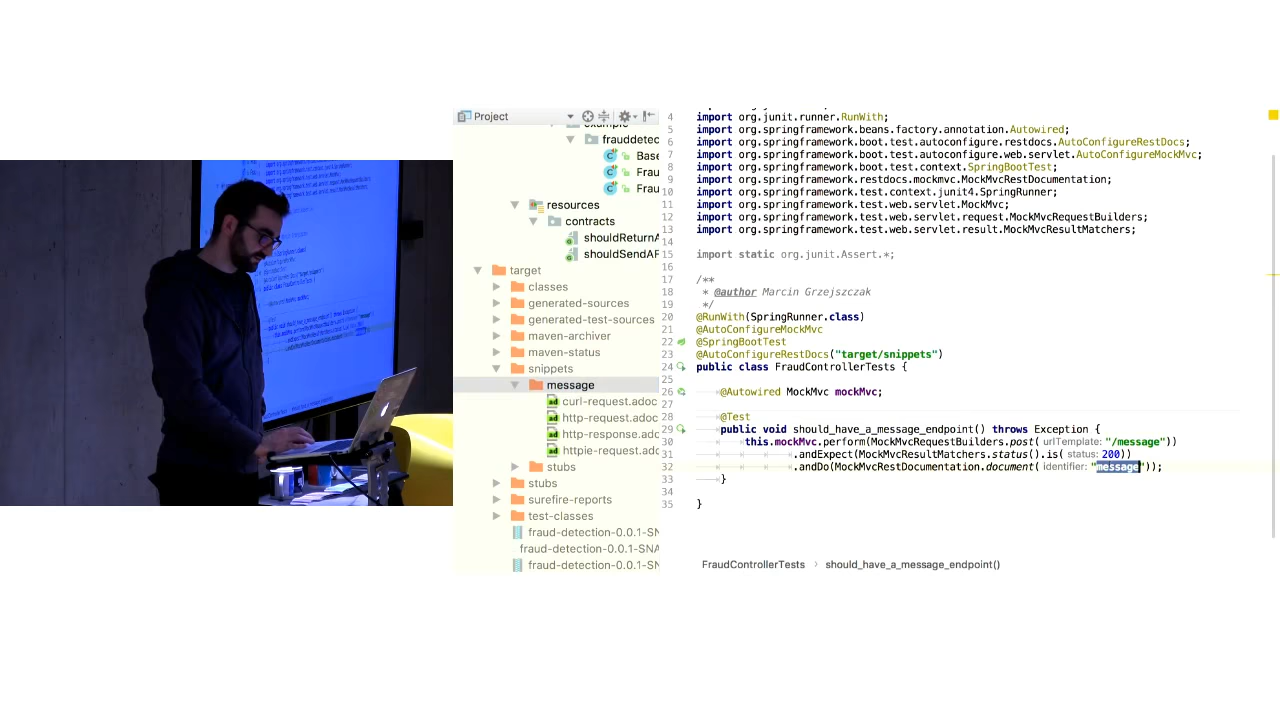 Project
example
frauddetec
Base
Frau
Frau
resources
contracts
shouldReturnA
shouldSendAF
target
classes
generated-sources
generated-test-sources
maven-archiver
maven-status
snippets
message
curl-request.adoc
http-request.adoc
http-response.adc
httpie-request.adc
stubs
stubs
surefire-reports
test-classes
fraud-detection-0.0.1-SN
fraud-detection-0.0.1-SNA
fraud-detection-0.0.1-SN
4 import org.junit.runner.RunWith;
5 import org.springframework.beans.factory.annotation.Autowired;
6 import org.springframework.boot.test.autoconfigure.restdocs.AutoConfigureRestDocs;
7 import org.springframework.boot.test.autoconfigure.web.servlet.AutoConfigureMockMvc;
8 import org.springframework.boot.test.context.SpringBootTest;
9 import org.springframework.restdocs.mockmvc.MockMvcRestDocumentation;
10 import org.springframework.test.context.junit4.SpringRunner;
11 import org.springframework.test.web.servlet.MockMvc;
12 import org.springframework.test.web.servlet.request.MockMvcRequestBuilders;
13 import org.springframework.test.web.servlet.result.MockMvcResultMatchers;
14
15 import static org.junit.Assert.*;
16
17 /**
18 * @author Marcin Grzejszczak
19 */
20 @RunWith(SpringRunner.class)
21 @AutoConfigureMockMvc
22 @SpringBootTest
23 @AutoConfigureRestDocs("target/snippets")
24 public class FraudControllerTests {
25
26 @Autowired MockMvc mockMvc;
27
28 @Test
29 public void should_have_a_message_endpoint() throws Exception {
30 this.mockMvc.perform(MockMvcRequestBuilders.post( urlTemplate: "/message"))
31 .andExpect(MockMvcResultMatchers.status().is( status: 200))
32 .andDo(MockMvcRestDocumentation.document( identifier: "message"));
33 }
34
35 }
FraudControllerTests › should_have_a_message_endpoint()